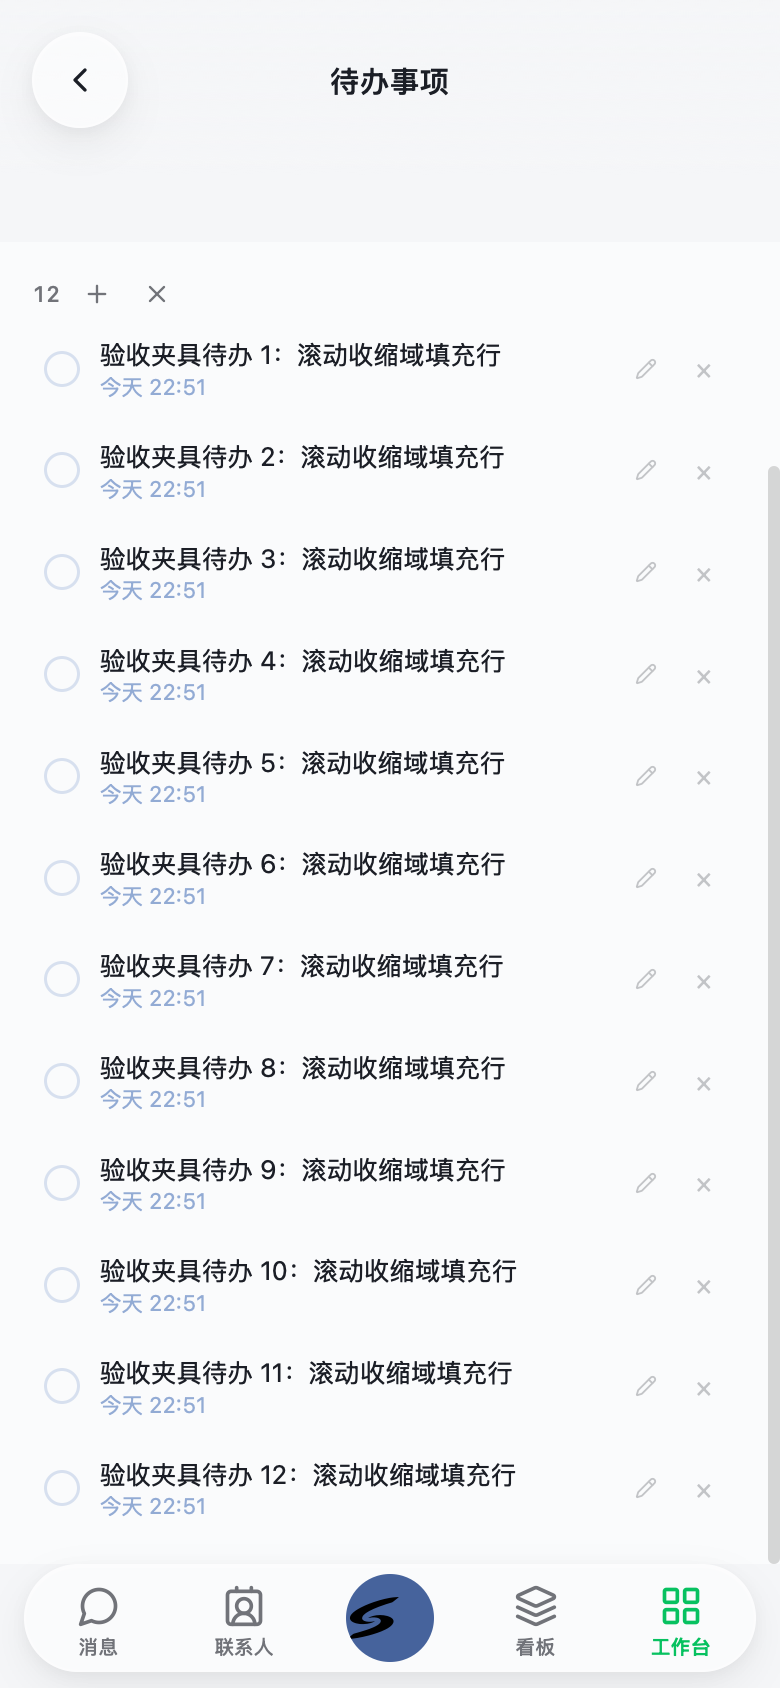 待办事项
12
验收夹具待办 1：滚动收缩域填充行
今天 22:51
验收夹具待办 2：滚动收缩域填充行
今天 22:51
验收夹具待办 3：滚动收缩域填充行
今天 22:51
验收夹具待办 4：滚动收缩域填充行
今天 22:51
验收夹具待办 5：滚动收缩域填充行
今天 22:51
验收夹具待办 6：滚动收缩域填充行
今天 22:51
验收夹具待办 7：滚动收缩域填充行
今天 22:51
验收夹具待办 8：滚动收缩域填充行
今天 22:51
验收夹具待办 9：滚动收缩域填充行
今天 22:51
验收夹具待办 10：滚动收缩域填充行
今天 22:51
验收夹具待办 11：滚动收缩域填充行
今天 22:51
验收夹具待办 12：滚动收缩域填充行
今天 22:51
消息
联系人
看板
工作台